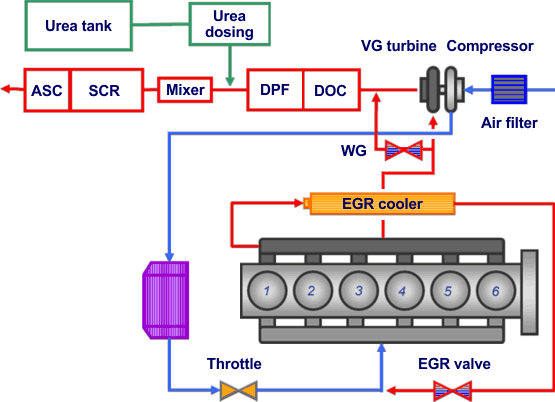 Urea tank
Urea
dosing
VG turbine
Compressor
ASC
SCR
Mixer
DPF
DOC
Air filter
WG
EGR cooler
1
2
3
4
5
6
Throttle
EGR valve